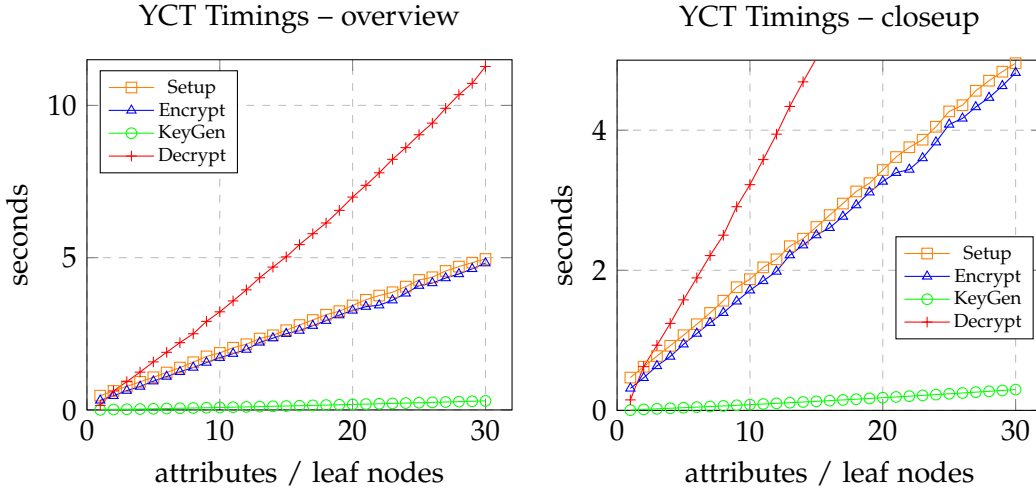 YCT Timings – overview
Setup
Encrypt
KeyGen
Decrypt
10
5
0
0
10
20
30
seconds
attributes / leaf nodes
YCT Timings – closeup
4
2
0
0
10
20
30
seconds
Setup
Encrypt
KeyGen
Decrypt
attributes / leaf nodes